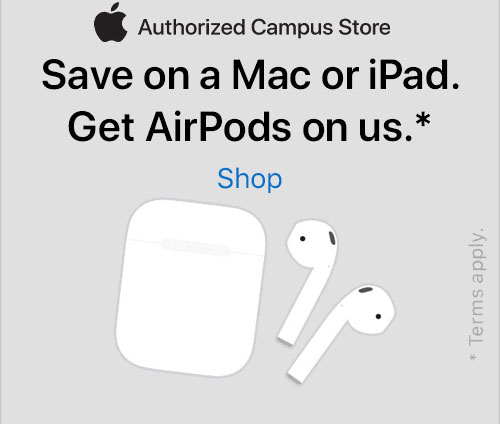 Authorized Campus Store
Save on a Mac or iPad.
Get AirPods on us.*
Shop
* Terms apply.